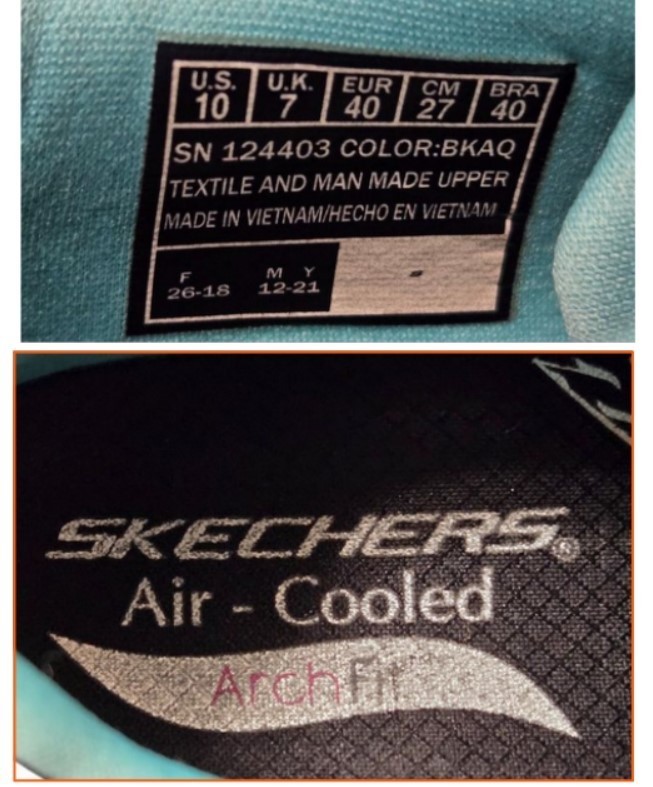 U.S. U.K. EUR CM BRA
10 7 40 27 40
SN 124403 COLOR:BKAQ
TEXTILE AND MAN MADE UPPER
MADE IN VIETNAM/HECHO EN VIETNAM
F M Y
26-18 12-21
SKECHERS®
Air - Cooled
ArchFit